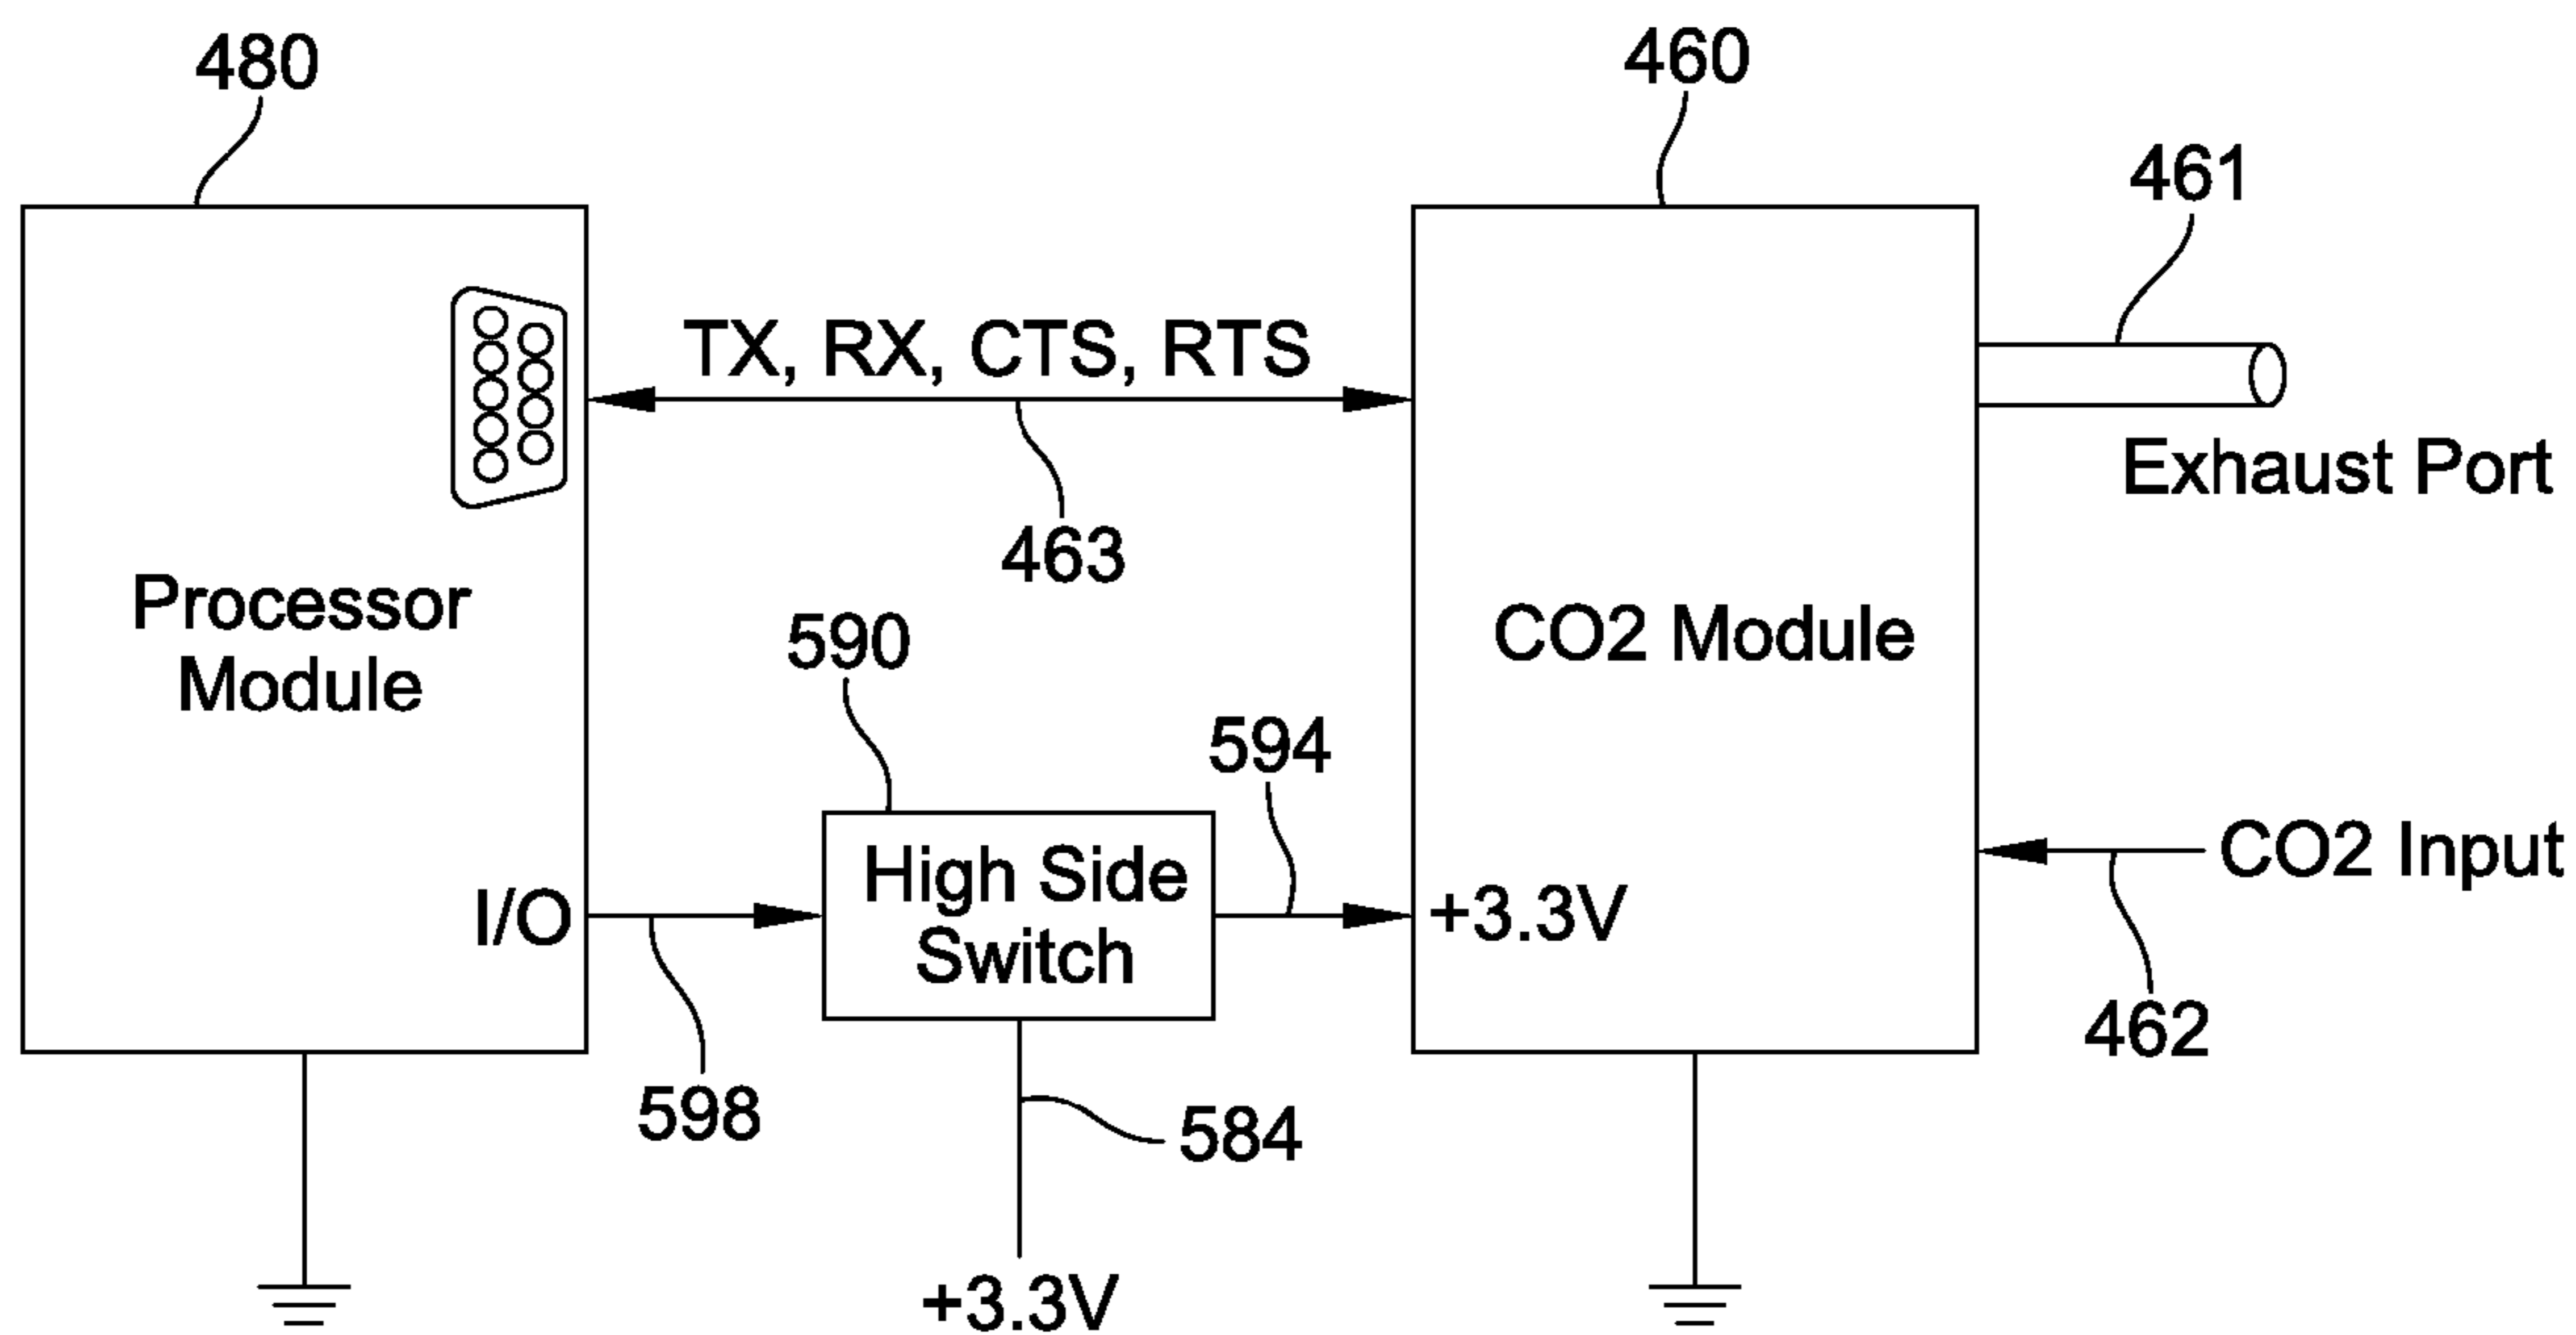 480
460
461
TX, RX, CTS, RTS
Exhaust Port
463
Processor
Module
CO2 Module
590
594
High Side
Switch
CO2 Input
I/O
+3.3V
462
598
584
+3.3V